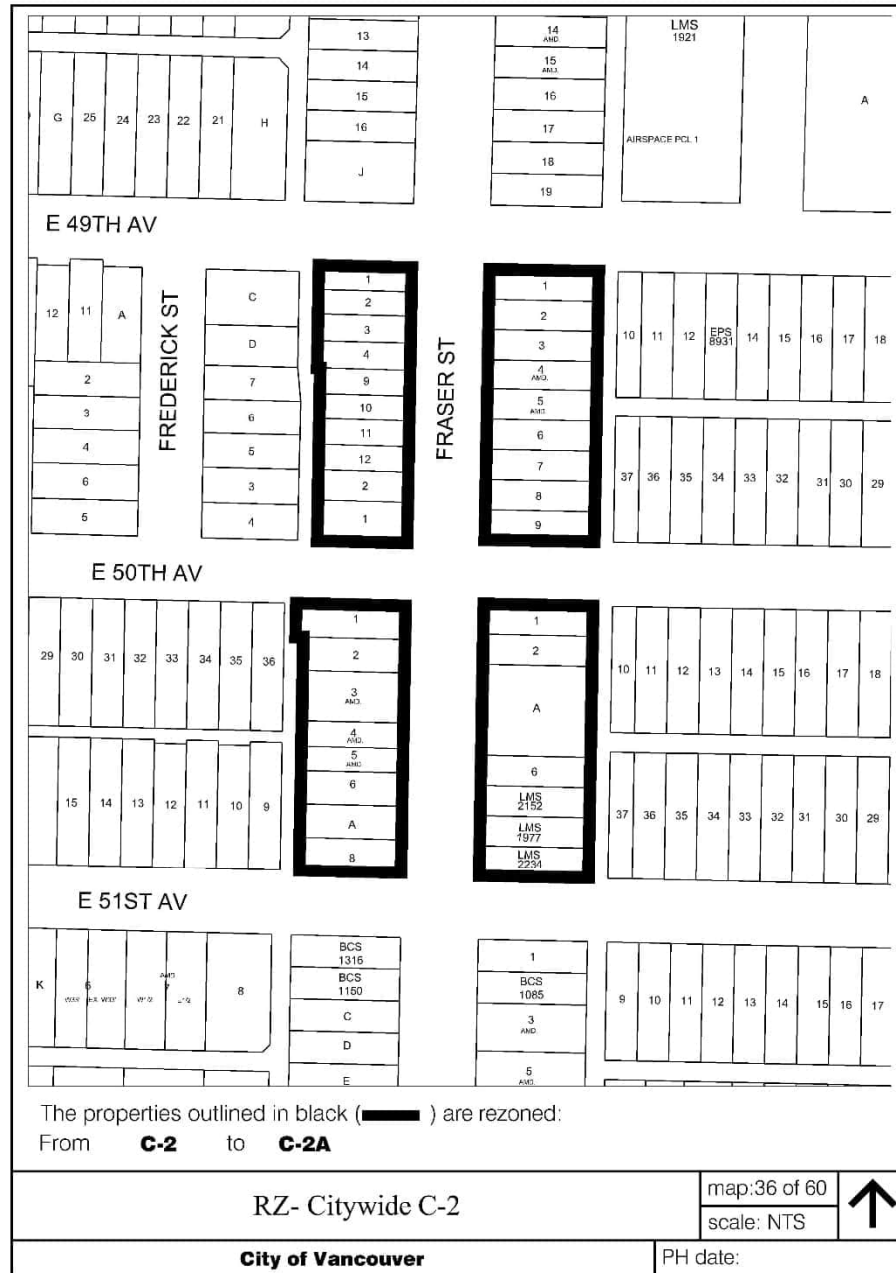 13
14
15
16
J
14
AMD.
15
AMD.
16
17
18
19
LMS
1921
AIRSPACE PCL 1
A
G
25
24
23
22
21
H
E 49TH AV
12
11
A
2
3
4
6
5
FREDERICK ST
C
D
7
6
5
3
4
1
2
3
4
9
10
11
12
2
1
FRASER ST
1
2
3
4
AMD.
5
AMD.
6
7
8
9
10
11
12
EPS
8931
14
15
16
17
18
37
36
35
34
33
32
31
30
29
E 50TH AV
29
30
31
32
33
34
35
36
15
14
13
12
11
10
9
1
2
3
AMD.
4
AMD.
5
AMD.
6
A
8
1
2
A
6
LMS
2152
LMS
1977
LMS
2234
10
11
12
13
14
15
16
17
18
37
36
35
34
33
32
31
30
29
E 51ST AV
K
6
AMD.
7
8
BCS
1316
BCS
1150
C
D
E
1
BCS
1085
3
AMD.
5
AMD.
9
10
11
12
13
14
15
16
17
The properties outlined in black ( ) are rezoned:
From C-2 to C-2A
RZ- Citywide C-2
map:36 of 60
scale: NTS
City of Vancouver
PH date: